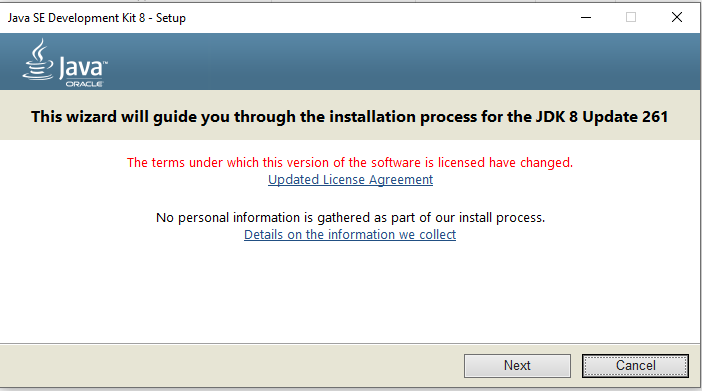 Java SE Development Kit 8 - Setup
Java™
ORACLE
This wizard will guide you through the installation process for the JDK 8 Update 261
The terms under which this version of the software is licensed have changed.
Updated License Agreement
No personal information is gathered as part of our install process.
Details on the information we collect
Next
Cancel